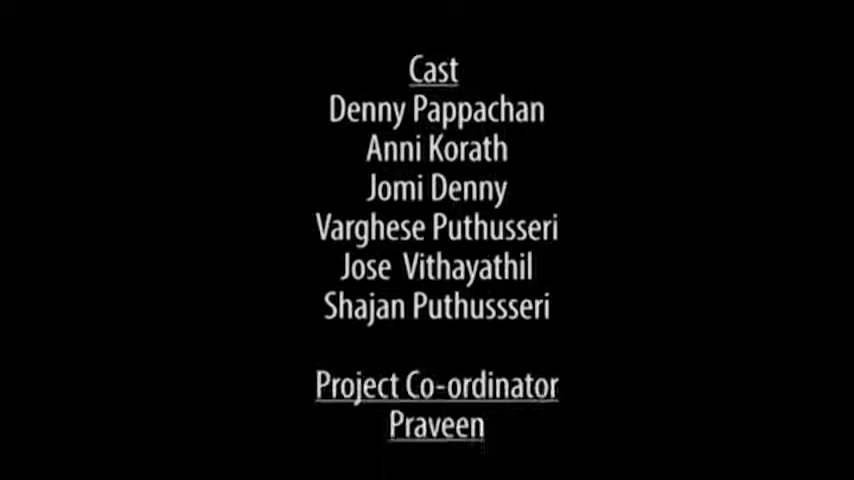 Cast
Denny Pappachan
Anni Korath
Jomi Denny
Varghese Puthusseri
Jose Vithayathil
Shajan Puthussseri
Project Co-ordinator
Praveen